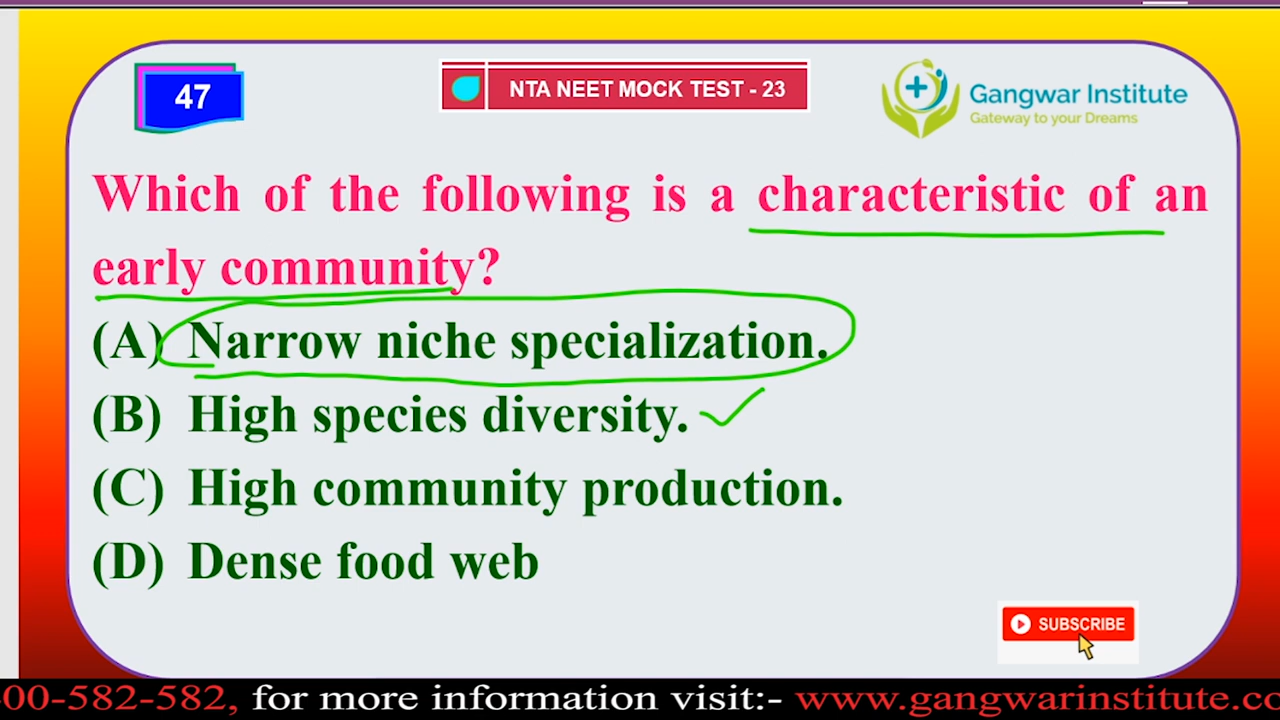 47
NTA NEET MOCK TEST - 23
Gangwar Institute
Gateway to your Dreams
Which of the following is a characteristic of an
early community?
(A) Narrow niche specialization.
(B) High species diversity.
(C) High community production.
(D) Dense food web
SUBSCRIBE
00-582-582, for more information visit:- www.gangwarinstitute.co